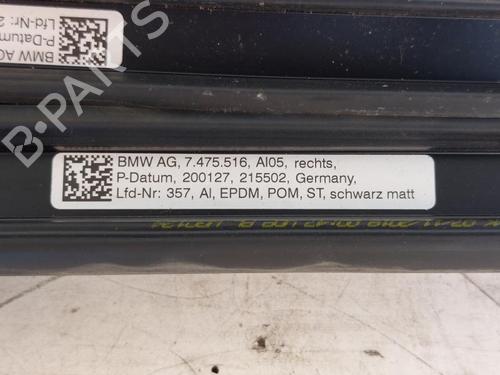 BMW AG
P-Datum
Lfd-Nr: 2
B-PARTS
BMW AG, 7.475.516, AI05, rechts,
P-Datum, 200127, 215502, Germany,
Lfd-Nr: 357, Al, EPDM, POM, ST, schwarz matt